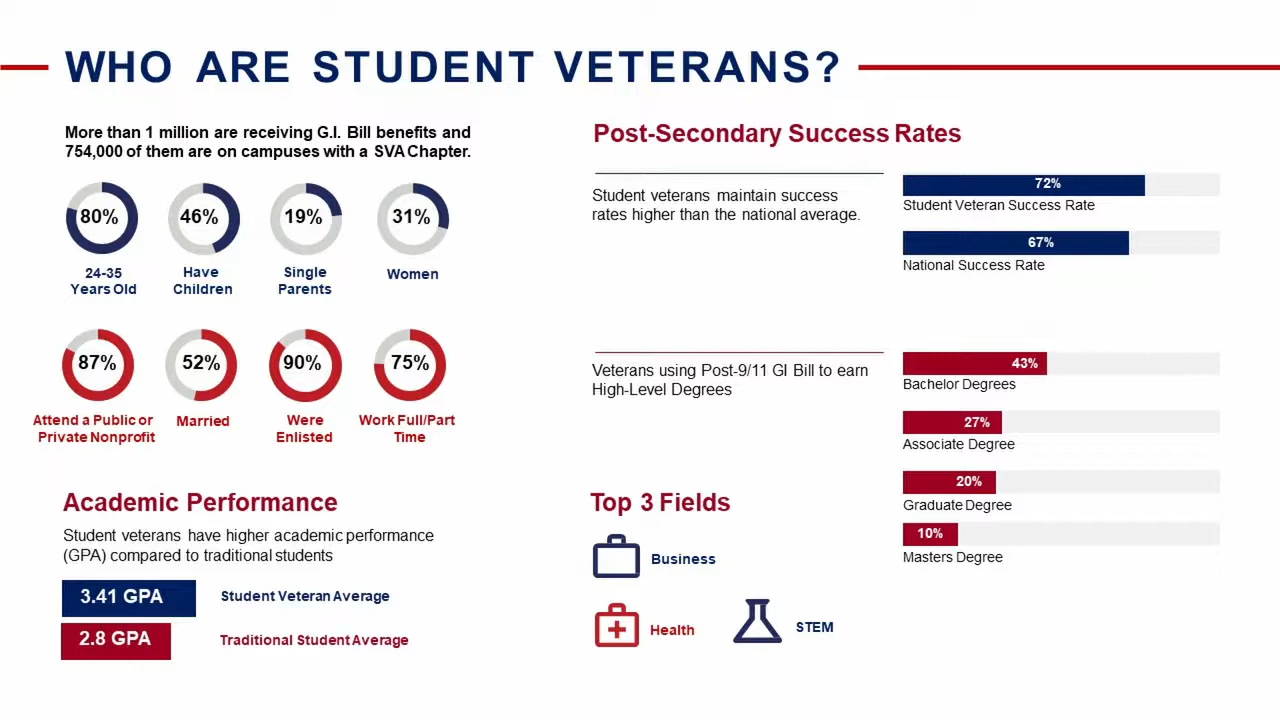 WHO ARE STUDENT VETERANS?
More than 1 million are receiving G.I. Bill benefits and
754,000 of them are on campuses with a SVA Chapter.
80%
46%
19%
31%
24-35
Years Old
Have
Children
Single
Parents
Women
87%
52%
90%
75%
Attend a Public or
Private Nonprofit
Married
Were
Enlisted
Work Full/Part
Time
Academic Performance
Student veterans have higher academic performance
(GPA) compared to traditional students
3.41 GPA
Student Veteran Average
2.8 GPA
Traditional Student Average
Post-Secondary Success Rates
Student veterans maintain success
rates higher than the national average.
72%
Student Veteran Success Rate
67%
National Success Rate
Veterans using Post-9/11 GI Bill to earn
High-Level Degrees
43%
Bachelor Degrees
27%
Associate Degree
20%
Graduate Degree
10%
Masters Degree
Top 3 Fields
Business
Health
STEM